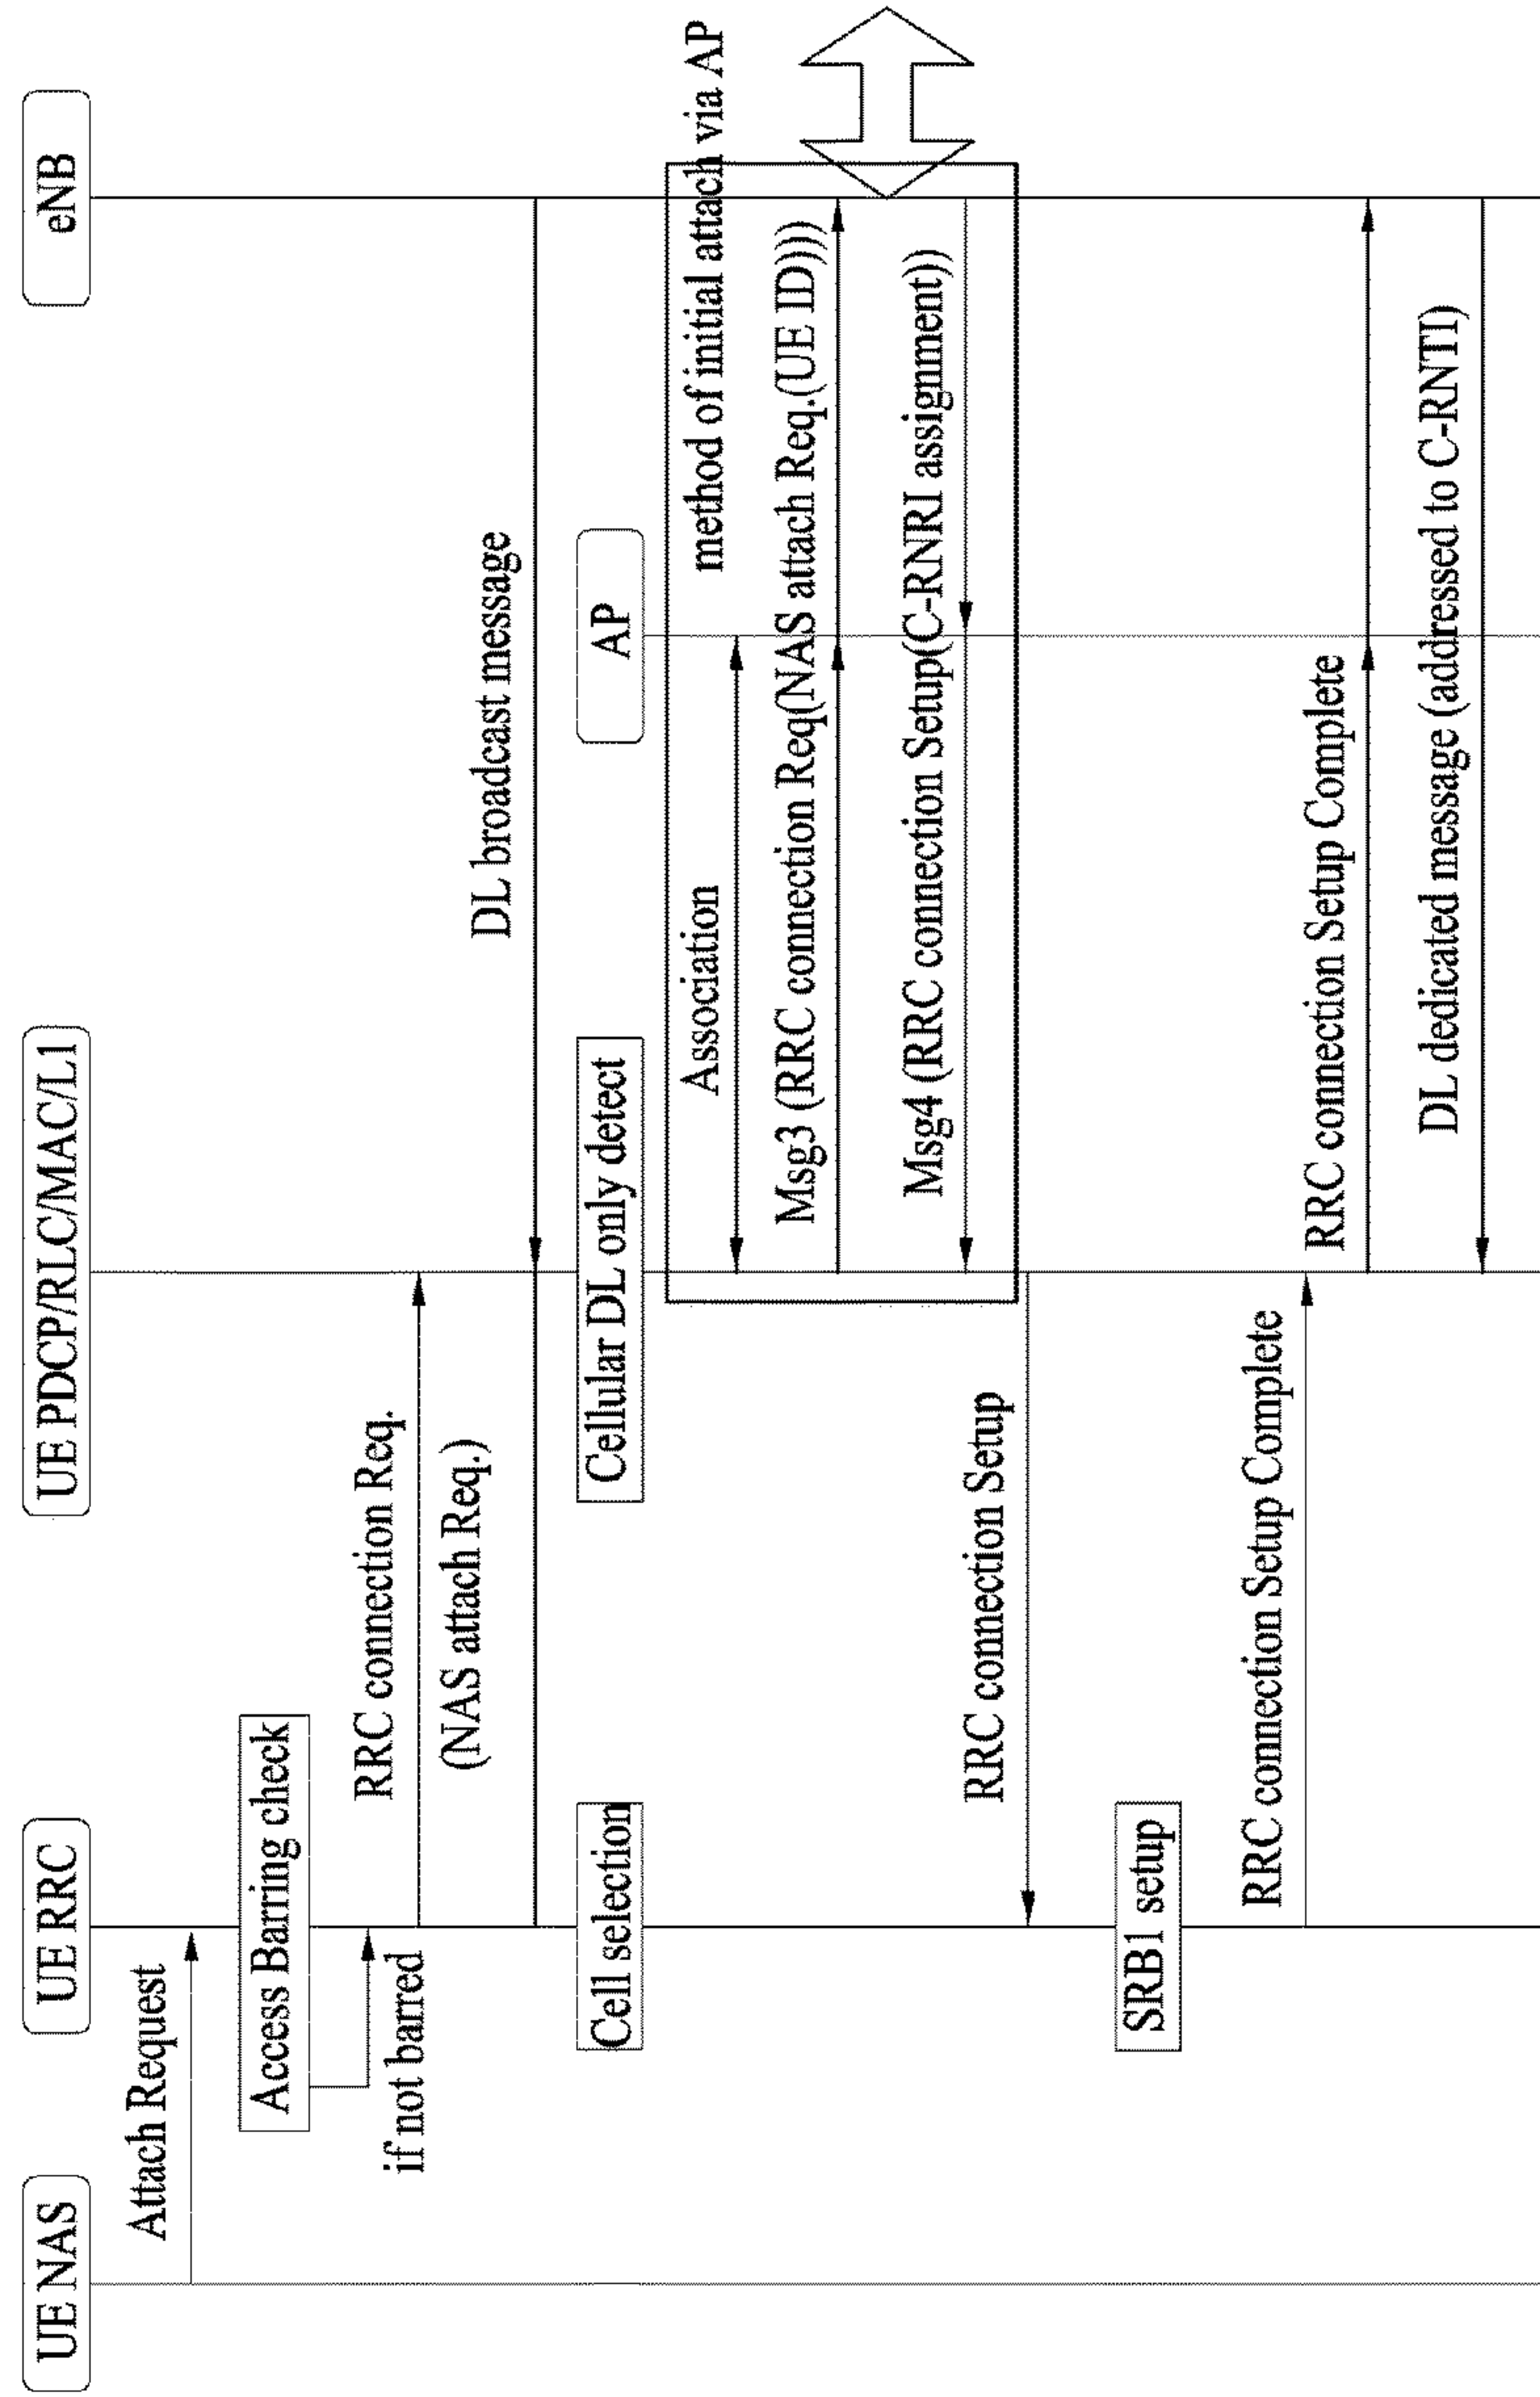 UE NAS
UE RRC
UE PDCP/RLC/MAC/L1
eNB
Attach Request
Access Barring check
if not barred
RRC connection Req.
(NAS attach Req.)
DL broadcast message
Cell selection
Cellular DL only detect
AP
method of initial attach via AP
Association
Msg3 (RRC connection Req(NAS attach Req.(UE ID)))
Msg4 (RRC connection Setup(C-RNRI assignment))
RRC connection Setup
SRB1 setup
RRC connection Setup Complete
RRC connection Setup Complete
DL dedicated message (addressed to C-RNTI)